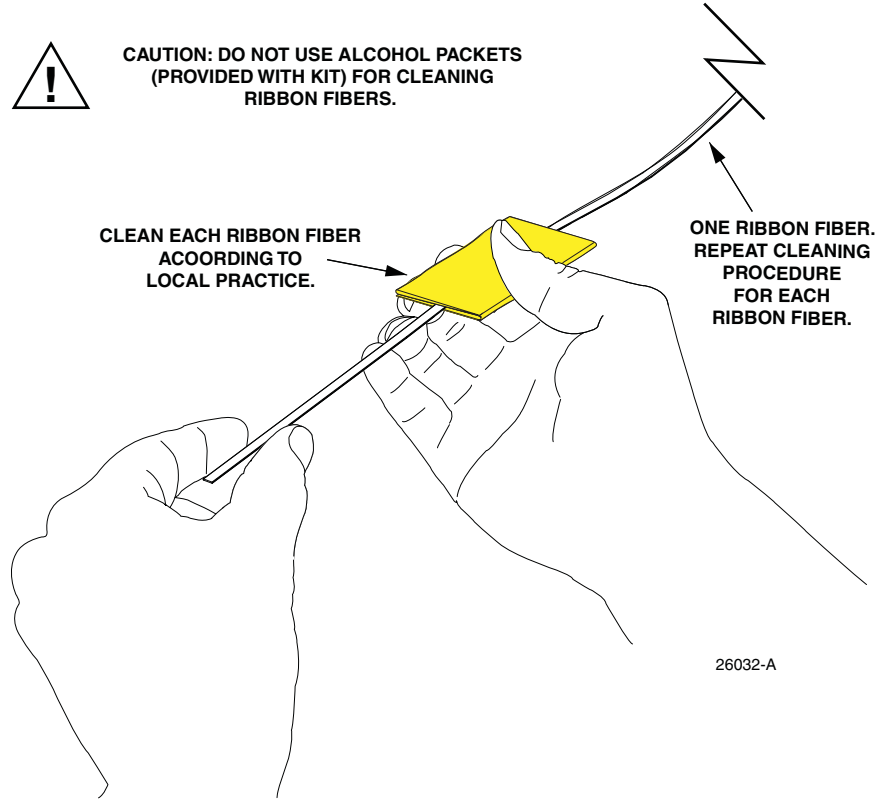 !
CAUTION: DO NOT USE ALCOHOL PACKETS
(PROVIDED WITH KIT) FOR CLEANING
RIBBON FIBERS.
CLEAN EACH RIBBON FIBER
ACOORDING TO
LOCAL PRACTICE.
ONE RIBBON FIBER.
REPEAT CLEANING
PROCEDURE
FOR EACH
RIBBON FIBER.
26032-A